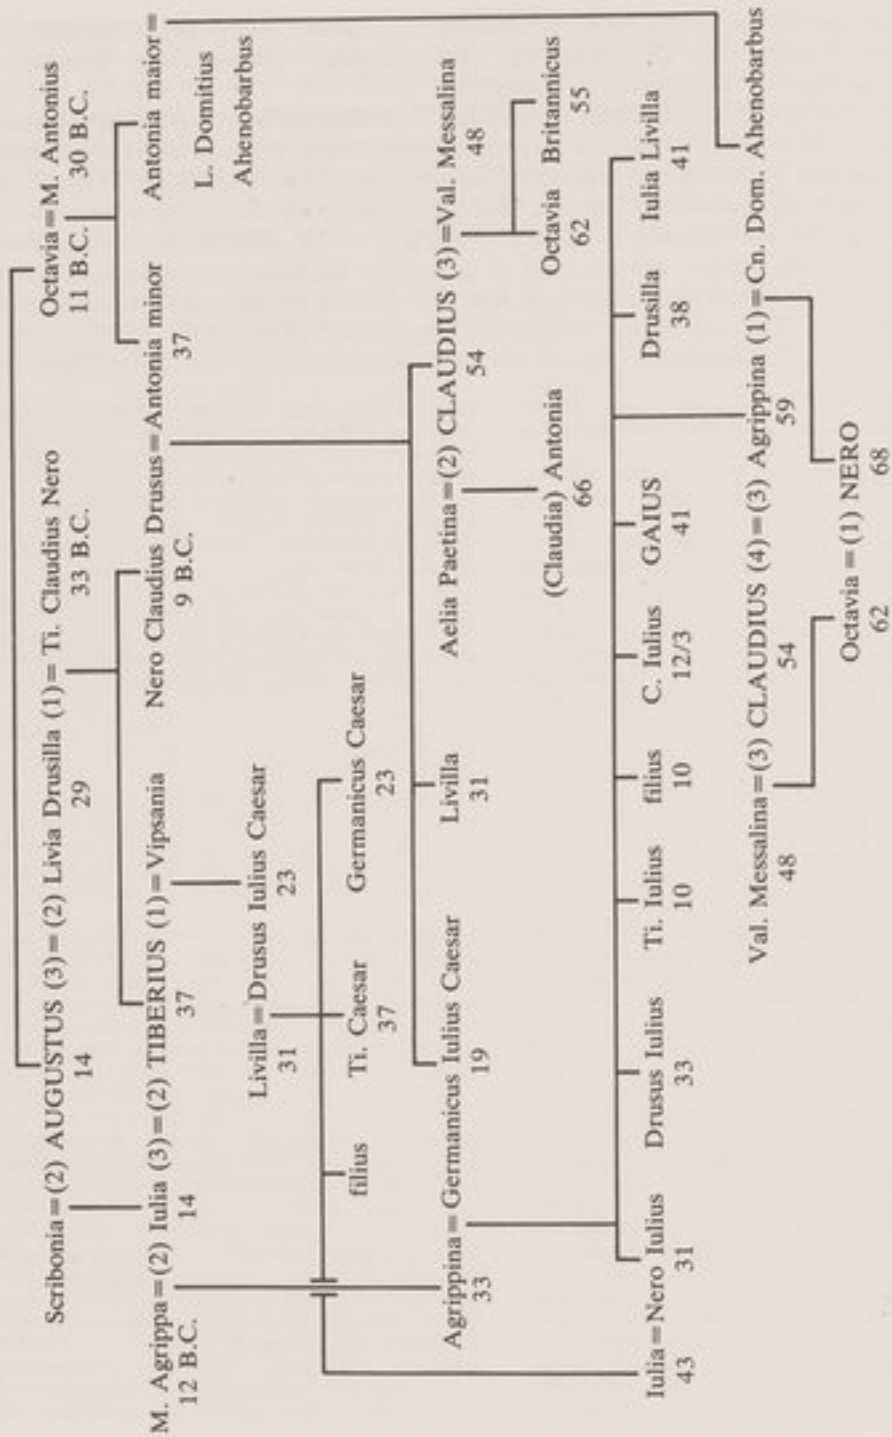 Scribonia=(2) AUGUSTUS (3)=(2) Livia Drusilla (1)= Ti. Claudius Nero Octavia=M. Antonius
14 29 33 B.C. 11 B.C. 30 B.C.
M. Agrippa=(2) Iulia (3)=(2) TIBERIUS (1)=Vipsania Nero Claudius Drusus=Antonia minor Antonia maior=
12 B.C. 14 37 9 B.C. 37
L. Domitius
Ahenobarbus
Livilla=Drusus Iulius Caesar
31 23
filius Ti. Caesar Germanicus Caesar
37 23
Agrippina=Germanicus Iulius Caesar Livilla Aelia Paetina=(2) CLAUDIUS (3)=Val. Messalina
33 19 31 54 48
(Claudia) Antonia Octavia Britannicus
66 62 55
Iulia=Nero Iulius Drusus Iulius Ti. Iulius filius C. Iulius GAIUS Drusilla Iulia Livilla
43 31 33 10 10 12/3 41 38 41
Val. Messalina=(3) CLAUDIUS (4)=(3) Agrippina (1)=Cn. Dom. Ahenobarbus
48 54 59
Octavia = (1) NERO
62 68